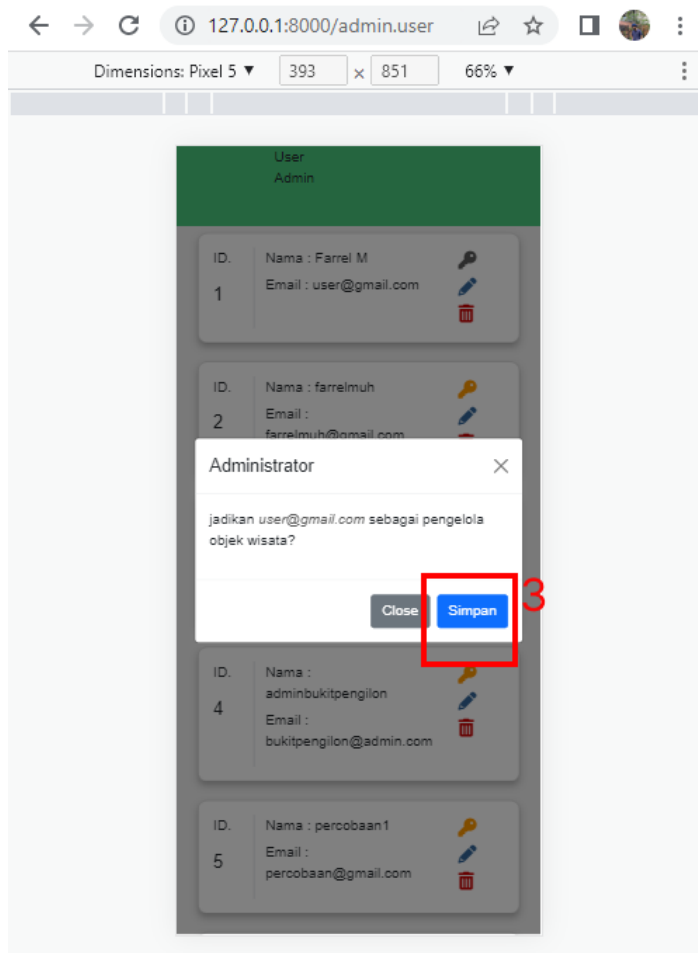 127.0.0.1:8000/admin.user
Dimensions: Pixel 5 ▼ 393 x 851 66% ▼
User
Admin
ID. Nama : Farrel M
1 Email : user@gmail.com
ID. Nama : farrelmuh
2 Email :
farrelmuh@gmail.com
Administrator
jadikan user@gmail.com sebagai pengelola
objek wisata?
Close Simpan 3
ID. Nama :
adminbukitpengilon
4 Email :
bukitpengilon@admin.com
ID. Nama : percobaan1
5 Email :
percobaan@gmail.com